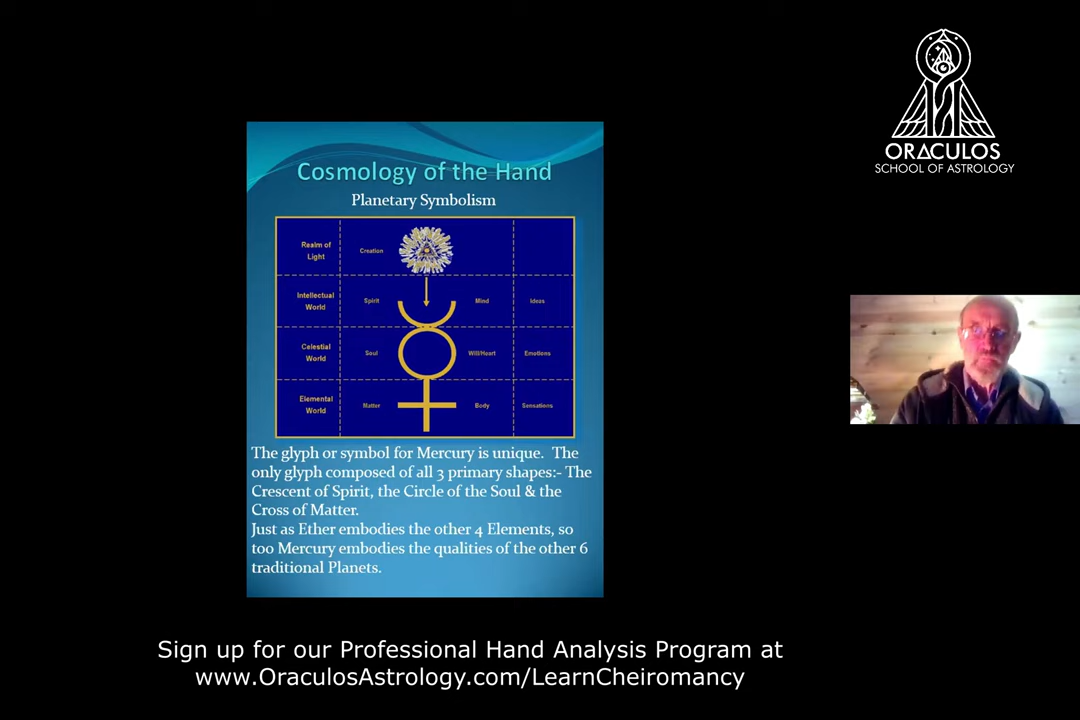 ORACULOS
SCHOOL OF ASTROLOGY
Cosmology of the Hand
Planetary Symbolism
Realm of Light
Creation
Intellectual World
Spirit
Mind
Ideas
Celestial World
Soul
Will/Heart
Emotions
Elemental World
Matter
Body
Sensations
The glyph or symbol for Mercury is unique. The
only glyph composed of all 3 primary shapes:- The
Crescent of Spirit, the Circle of the Soul & the
Cross of Matter.
Just as Ether embodies the other 4 Elements, so
too Mercury embodies the qualities of the other 6
traditional Planets.
Sign up for our Professional Hand Analysis Program at
www.OraculosAstrology.com/LearnCheiromancy